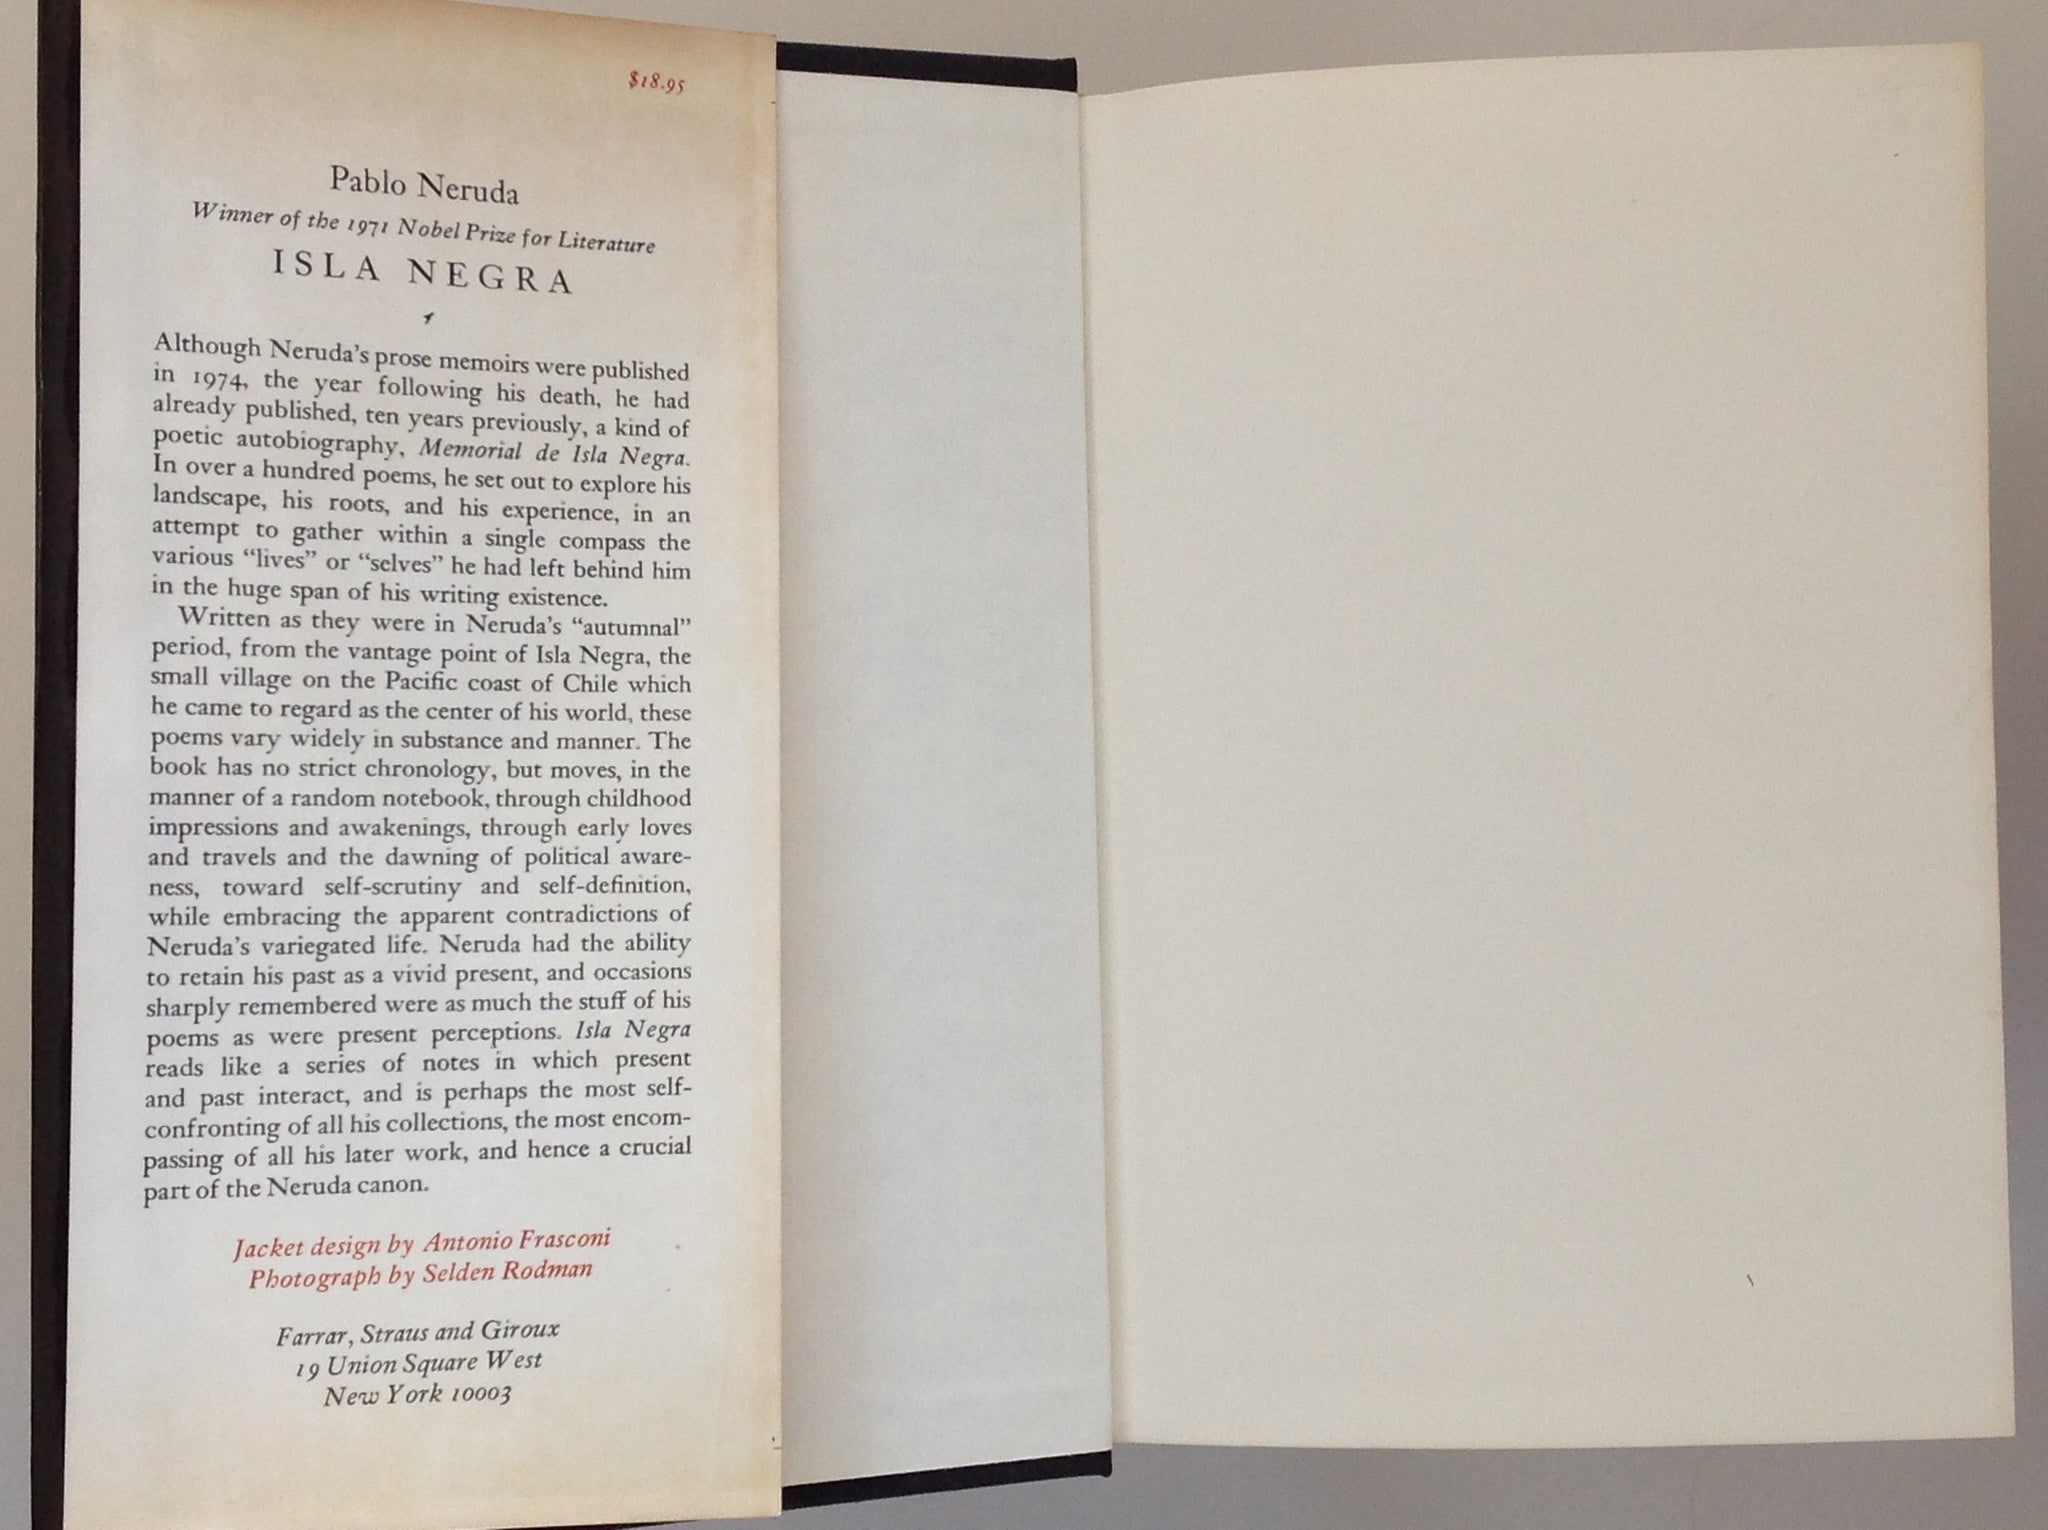 $18.95
Pablo Neruda
Winner of the 1971 Nobel Prize for Literature
ISLA NEGRA
Although Neruda's prose memoirs were published
in 1974, the year following his death, he had
already published, ten years previously, a kind of
poetic autobiography, Memorial de Isla Negra.
In over a hundred poems, he set out to explore his
landscape, his roots, and his experience, in an
attempt to gather within a single compass the
various “lives” or “selves” he had left behind him
in the huge span of his writing existence.
Written as they were in Neruda's “autumnal”
period, from the vantage point of Isla Negra, the
small village on the Pacific coast of Chile which
he came to regard as the center of his world, these
poems vary widely in substance and manner. The
book has no strict chronology, but moves, in the
manner of a random notebook, through childhood
impressions and awakenings, through early loves
and travels and the dawning of political aware-
ness, toward self-scrutiny and self-definition,
while embracing the apparent contradictions of
Neruda's variegated life. Neruda had the ability
to retain his past as a vivid present, and occasions
sharply remembered were as much the stuff of his
poems as were present perceptions. Isla Negra
reads like a series of notes in which present
and past interact, and is perhaps the most self-
confronting of all his collections, the most encom-
passing of all his later work, and hence a crucial
part of the Neruda canon.
Jacket design by Antonio Frasconi
Photograph by Selden Rodman
Farrar, Straus and Giroux
19 Union Square West
New York 10003